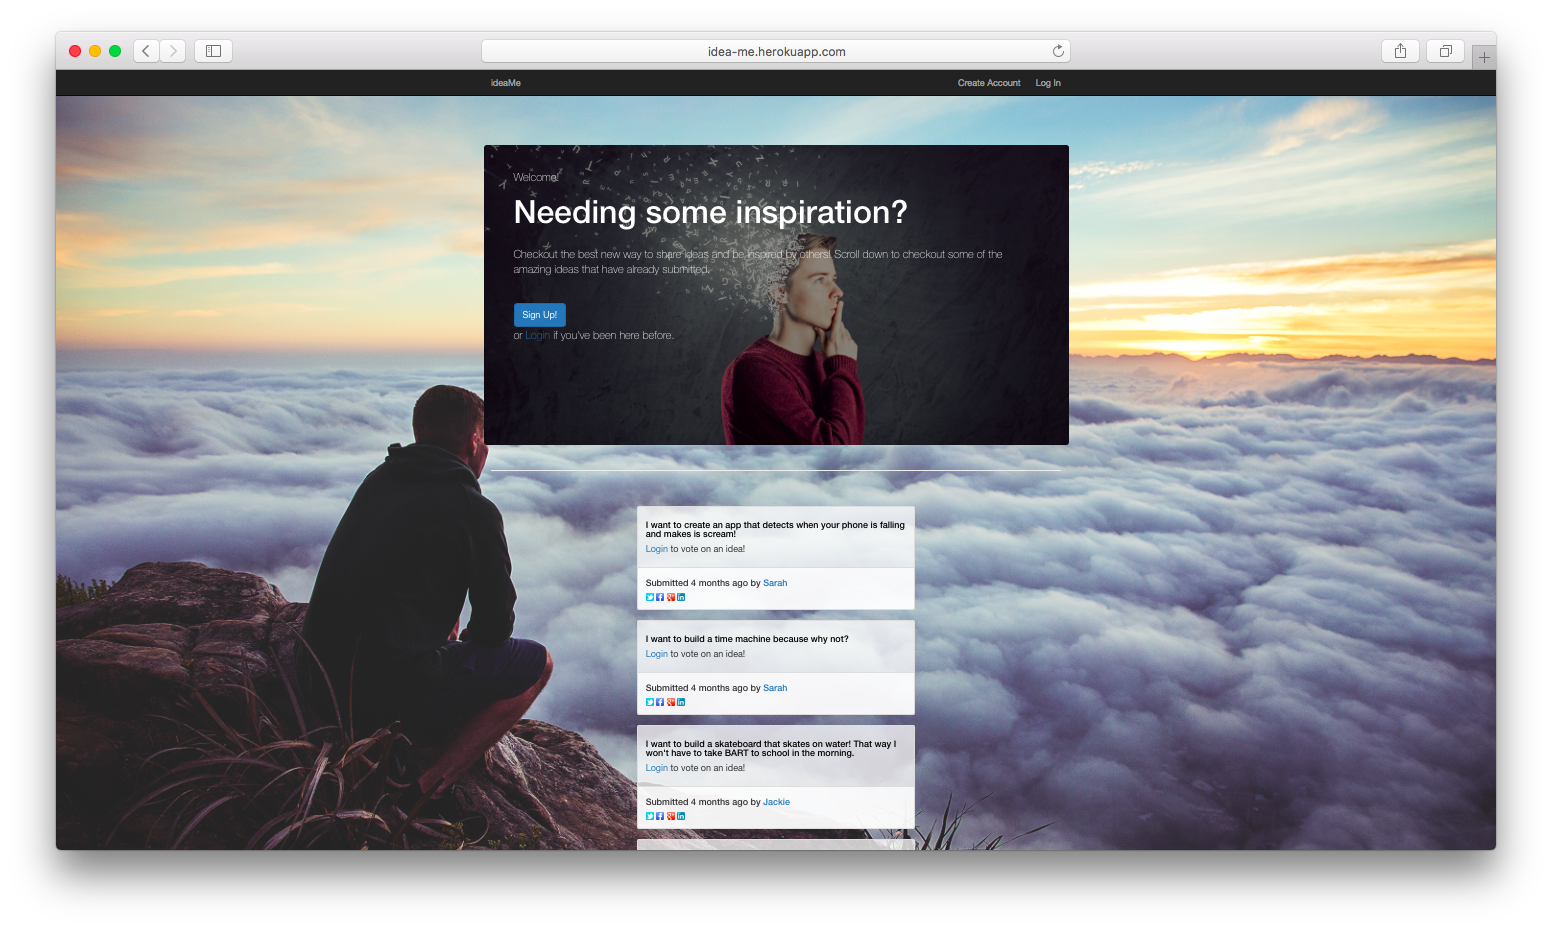 idea-me.herokuapp.com
ideaMe
Create Account
Log In
Welcome!
Needing some inspiration?
Checkout the best new way to share ideas and be inspired by others! Scroll down to checkout some of the
amazing ideas that have already submitted.
Sign Up!
or Login if you've been here before.
I want to create an app that detects when your phone is falling
and makes is scream!
Login to vote on an idea!
Submitted 4 months ago by Sarah
I want to build a time machine because why not?
Login to vote on an idea!
Submitted 4 months ago by Sarah
I want to build a skateboard that skates on water! That way I
won't have to take BART to school in the morning.
Login to vote on an idea!
Submitted 4 months ago by Jackie